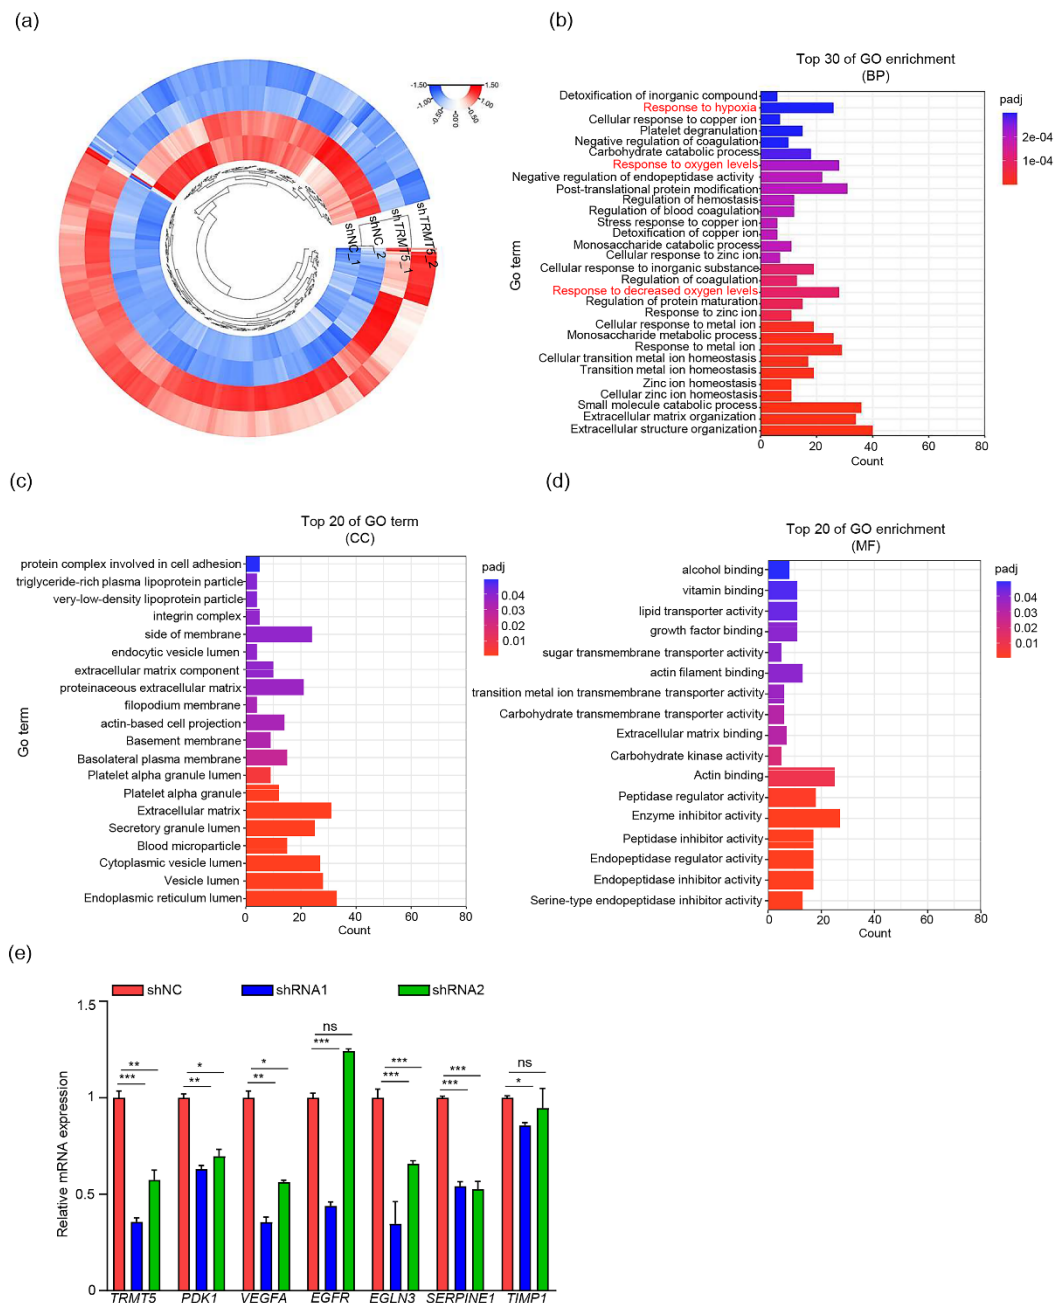 (a)
-1.50
-1.00
-0.50
0.00
0.50
1.00
1.50
shNC_1
shNC_2
shTRMT5_1
shTRMT5_2
(b)
Top 30 of GO enrichment
(BP)
Go term
Detoxification of inorganic compound
Response to hypoxia
Cellular response to copper ion
Platelet degranulation
Negative regulation of coagulation
Carbohydrate catabolic process
Response to oxygen levels
Negative regulation of endopeptidase activity
Post-translational protein modification
Regulation of hemostasis
Regulation of blood coagulation
Stress response to copper ion
Detoxification of copper ion
Monosaccharide catabolic process
Cellular response to zinc ion
Cellular response to inorganic substance
Regulation of coagulation
Response to decreased oxygen levels
Regulation of protein maturation
Response to zinc ion
Cellular response to metal ion
Monosaccharide metabolic process
Response to metal ion
Cellular transition metal ion homeostasis
Transition metal ion homeostasis
Zinc ion homeostasis
Cellular zinc ion homeostasis
Small molecule catabolic process
Extracellular matrix organization
Extracellular structure organization
0 20 40 60 80
Count
padj
2e-04
1e-04
(c)
Top 20 of GO term
(CC)
Go term
protein complex involved in cell adhesion
triglyceride-rich plasma lipoprotein particle
very-low-density lipoprotein particle
integrin complex
side of membrane
endocytic vesicle lumen
extracellular matrix component
proteinaceous extracellular matrix
filopodium membrane
actin-based cell projection
Basement membrane
Basolateral plasma membrane
Platelet alpha granule lumen
Platelet alpha granule
Extracellular matrix
Secretory granule lumen
Blood microparticle
Cytoplasmic vesicle lumen
Vesicle lumen
Endoplasmic reticulum lumen
0 20 40 60 80
Count
padj
0.04
0.03
0.02
0.01
(d)
Top 20 of GO enrichment
(MF)
alcohol binding
vitamin binding
lipid transporter activity
growth factor binding
sugar transmembrane transporter activity
actin filament binding
transition metal ion transmembrane transporter activity
Carbohydrate transmembrane transporter activity
Extracellular matrix binding
Carbohydrate kinase activity
Actin binding
Peptidase regulator activity
Enzyme inhibitor activity
Peptidase inhibitor activity
Endopeptidase regulator activity
Endopeptidase inhibitor activity
Serine-type endopeptidase inhibitor activity
0 20 40 60 80
Count
padj
0.04
0.03
0.02
0.01
(e)
shNC shRNA1 shRNA2
Relative mRNA expression
1.5
1
0.5
0
** ***
* **
* **
ns ***
*** ***
*** ***
ns *
TRMT5 PDK1 VEGFA EGFR EGLN3 SERPINE1 TIMP1